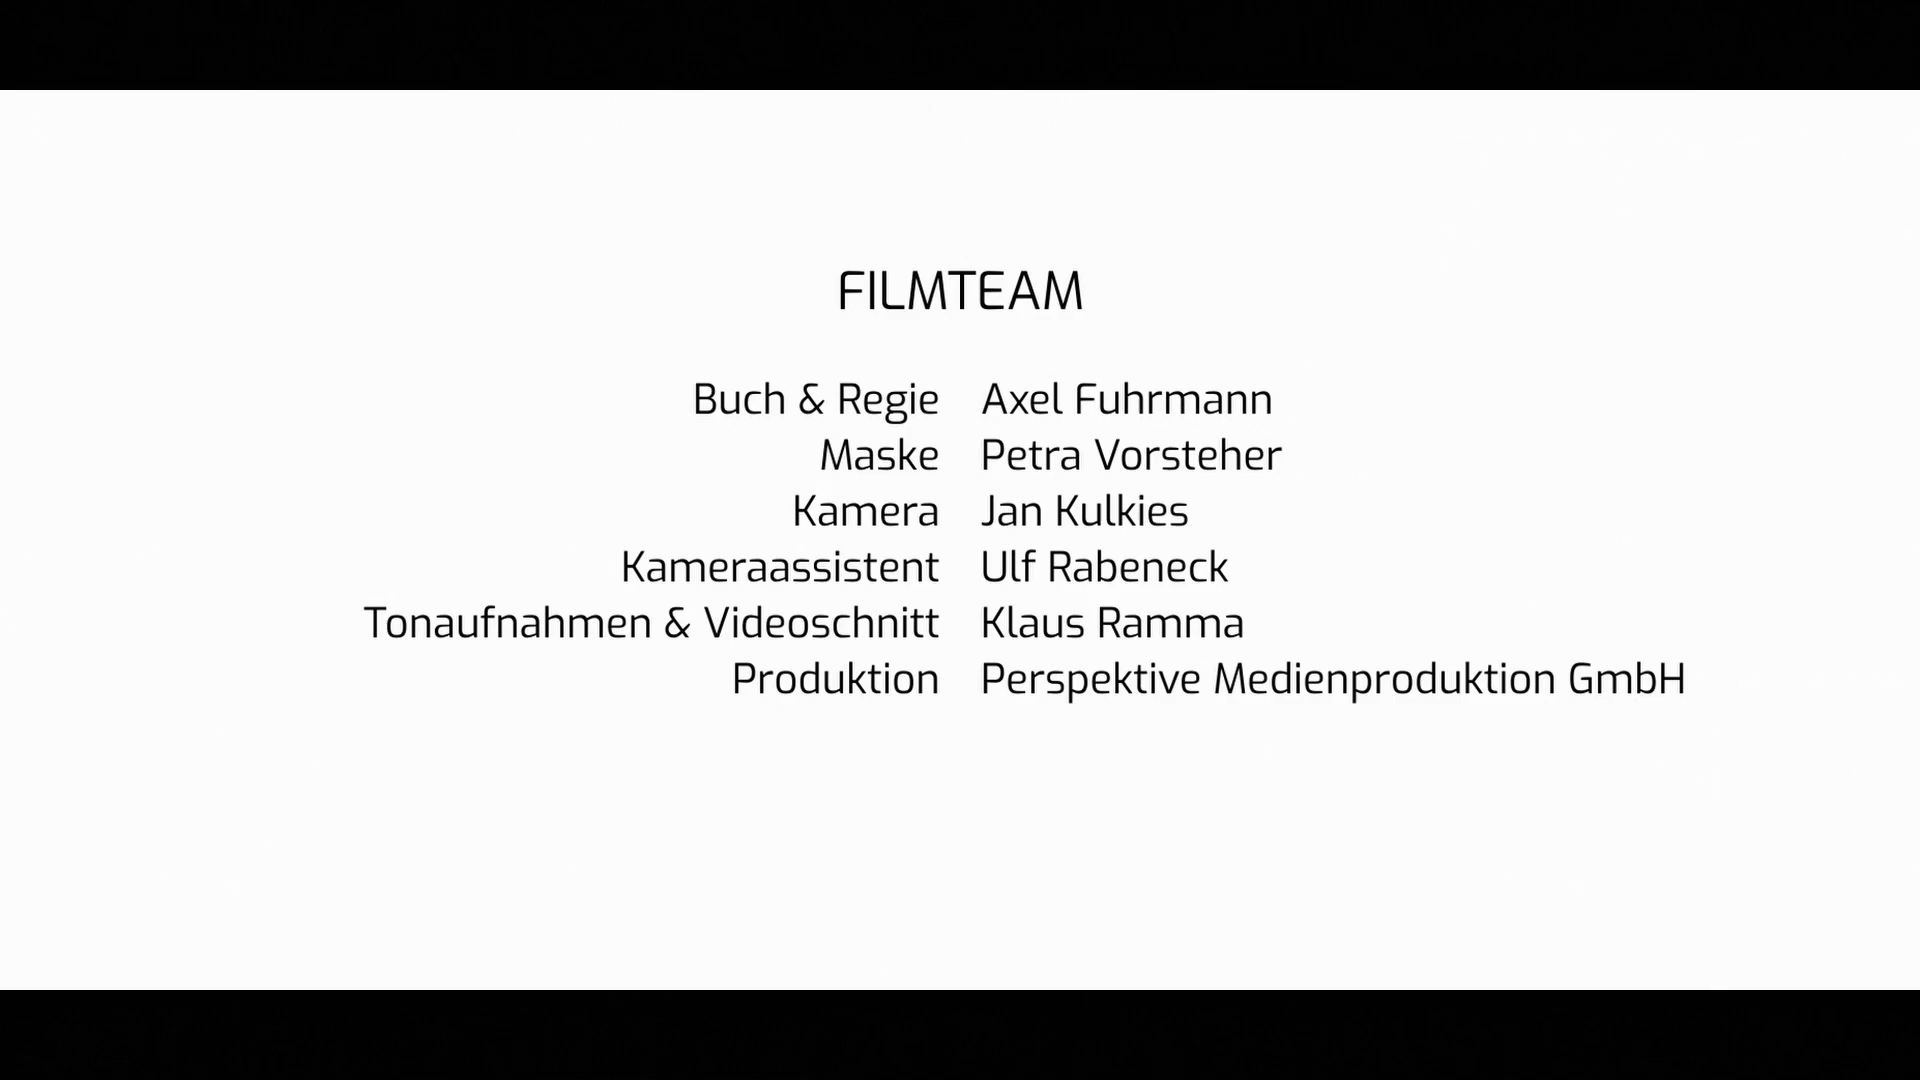 FILMTEAM
Buch & Regie Axel Fuhrmann
Maske Petra Vorsteher
Kamera Jan Kulkies
Kameraassistent Ulf Rabeneck
Tonaufnahmen & Videoschnitt Klaus Ramma
Produktion Perspektive Medienproduktion GmbH